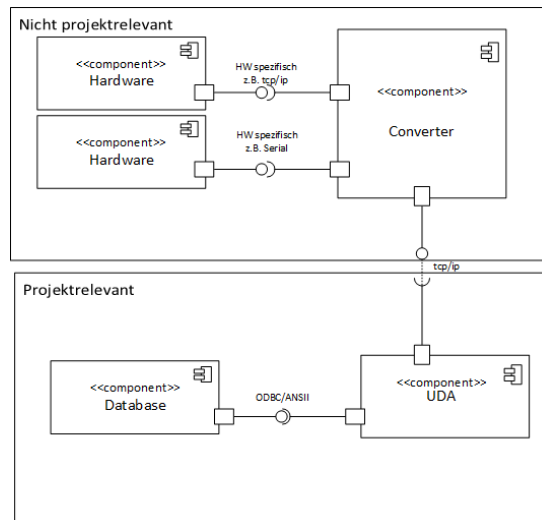 Nicht projektrelevant
<<component>>
Hardware
HW spezifisch
z.B. tcp/ip
<<component>>
Converter
<<component>>
Hardware
HW spezifisch
z.B. Serial
tcp/ip
Projektrelevant
<<component>>
Database
ODBC/ANSII
<<component>>
UDA